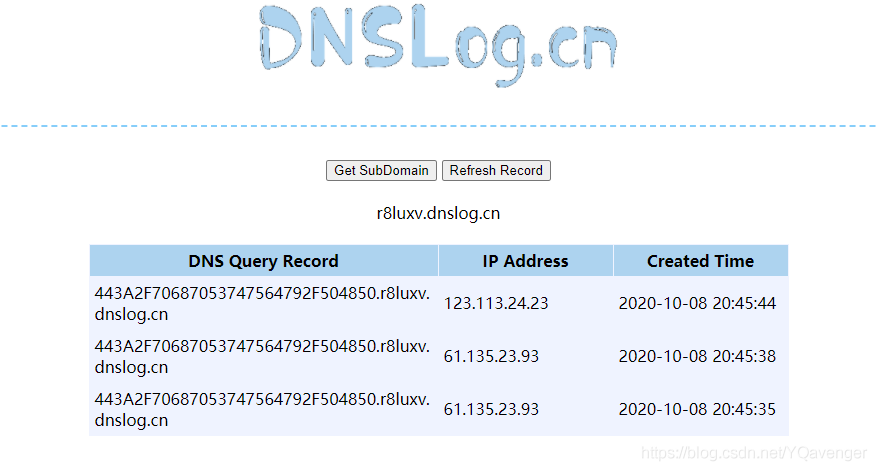 DNSLog.cn
Get SubDomain Refresh Record
r8luxv.dnslog.cn
DNS Query Record IP Address Created Time
443A2F70687053747564792F504850.r8luxv.
dnslog.cn 123.113.24.23 2020-10-08 20:45:44
443A2F70687053747564792F504850.r8luxv.
dnslog.cn 61.135.23.93 2020-10-08 20:45:38
443A2F70687053747564792F504850.r8luxv.
dnslog.cn 61.135.23.93 2020-10-08 20:45:35
https://blog.csdn.net/YQavenger